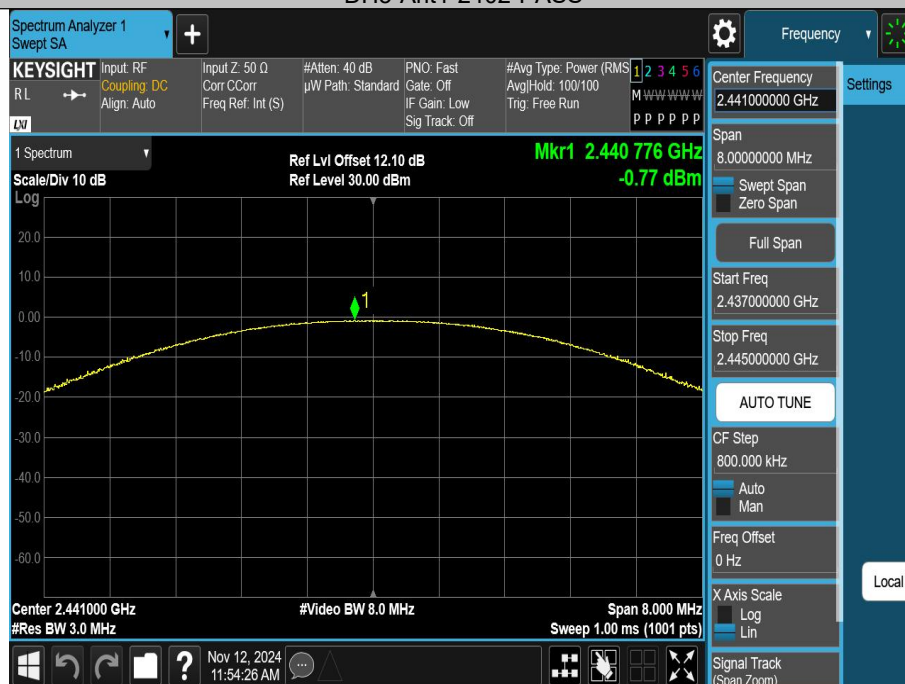 Spectrum Analyzer 1
Swept SA
Frequency
KEYSIGHT
RL
LXI
Input: RF
Coupling: DC
Align: Auto
Input Z: 50 Ω
Corr CCorr
Freq Ref: Int (S)
#Atten: 40 dB
µW Path: Standard
PNO: Fast
Gate: Off
IF Gain: Low
Sig Track: Off
#Avg Type: Power (RMS
Avg|Hold: 100/100
Trig: Free Run
1 2 3 4 5 6
M W W W W W
P P P P P P
1 Spectrum
Scale/Div 10 dB
Log
Ref Lvl Offset 12.10 dB
Ref Level 30.00 dBm
Mkr1 2.440 776 GHz
-0.77 dBm
20.0
10.0
0.00
-10.0
-20.0
-30.0
-40.0
-50.0
-60.0
1
Center 2.441000 GHz
#Res BW 3.0 MHz
#Video BW 8.0 MHz
Span 8.000 MHz
Sweep 1.00 ms (1001 pts)
Nov 12, 2024
11:54:26 AM
Center Frequency
2.441000000 GHz
Settings
Span
8.00000000 MHz
Swept Span
Zero Span
Full Span
Start Freq
2.437000000 GHz
Stop Freq
2.445000000 GHz
AUTO TUNE
CF Step
800.000 kHz
Auto
Man
Freq Offset
0 Hz
X Axis Scale
Log
Lin
Local
Signal Track
(Span Zoom)